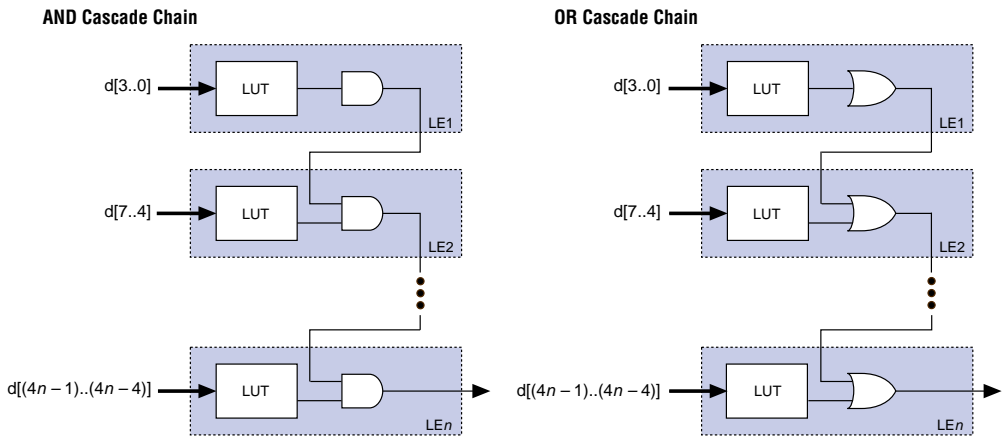 AND Cascade Chain
d[3..0]
LUT
LE1
d[7..4]
LUT
LE2
d[(4n – 1)..(4n – 4)]
LUT
LEn
OR Cascade Chain
d[3..0]
LUT
LE1
d[7..4]
LUT
LE2
d[(4n – 1)..(4n – 4)]
LUT
LEn